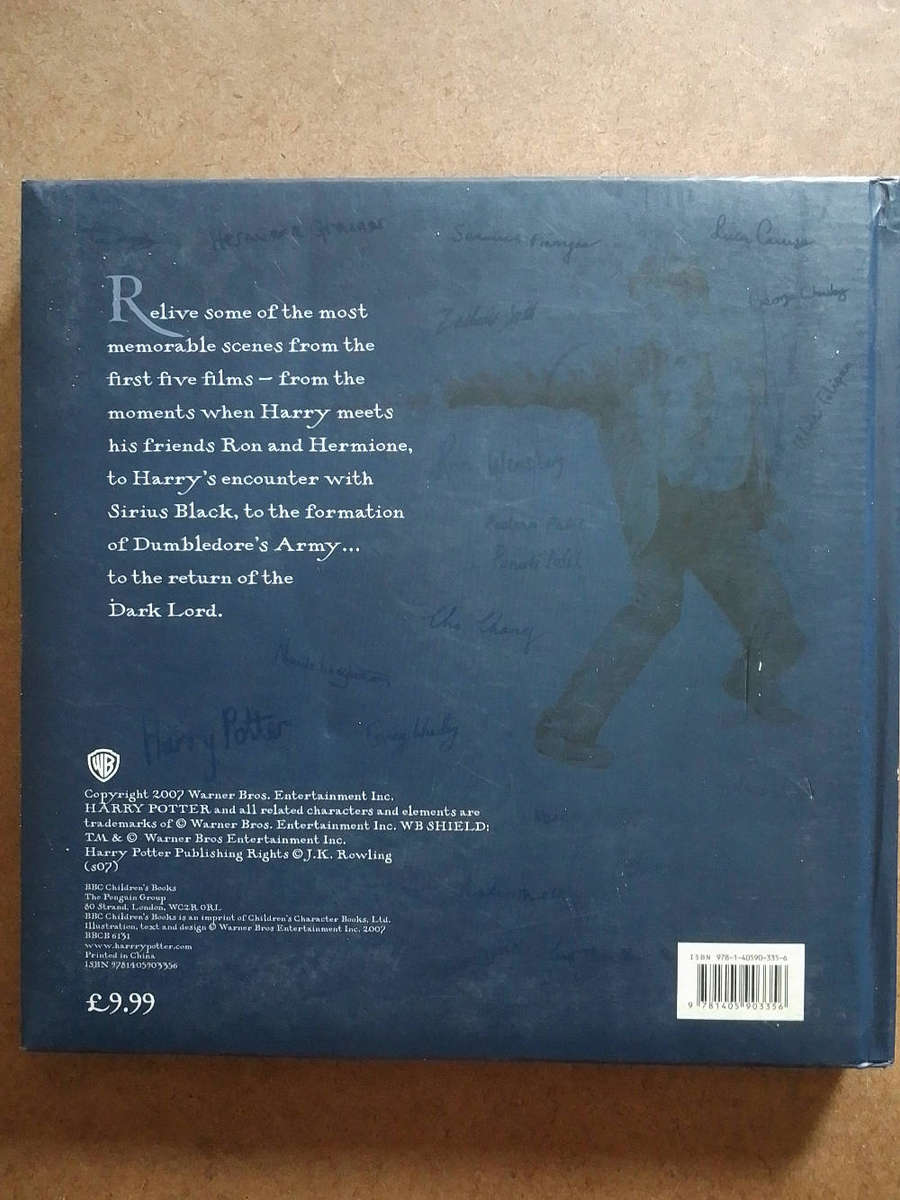 Seamus Finnigan
Relive some of the most
memorable scenes from the
first five films – from the
moments when Harry meets
his friends Ron and Hermione,
to Harry's encounter with
Sirius Black, to the formation
of Dumbledore's Army...
to the return of the
Dark Lord.
Cho Chang
Harry Potter
WB
Copyright 2007 Warner Bros. Entertainment Inc.
HARRY POTTER and all related characters and elements are
trademarks of © Warner Bros. Entertainment Inc. WB SHIELD:
TM & © Warner Bros Entertainment Inc.
Harry Potter Publishing Rights © J.K. Rowling
(s07)
BBC Children's Books
The Penguin Group
80 Strand, London, WC2R 0RL
BBC Children's Books is an imprint of Children's Character Books, Ltd.
Illustration, text and design © Warner Bros Entertainment Inc. 2007
BBCB 6131
www.harrrypotter.com
Printed in China
ISBN 9781405903356
£9.99
ISBN 978-1-40590-335-6
9 781405 903356